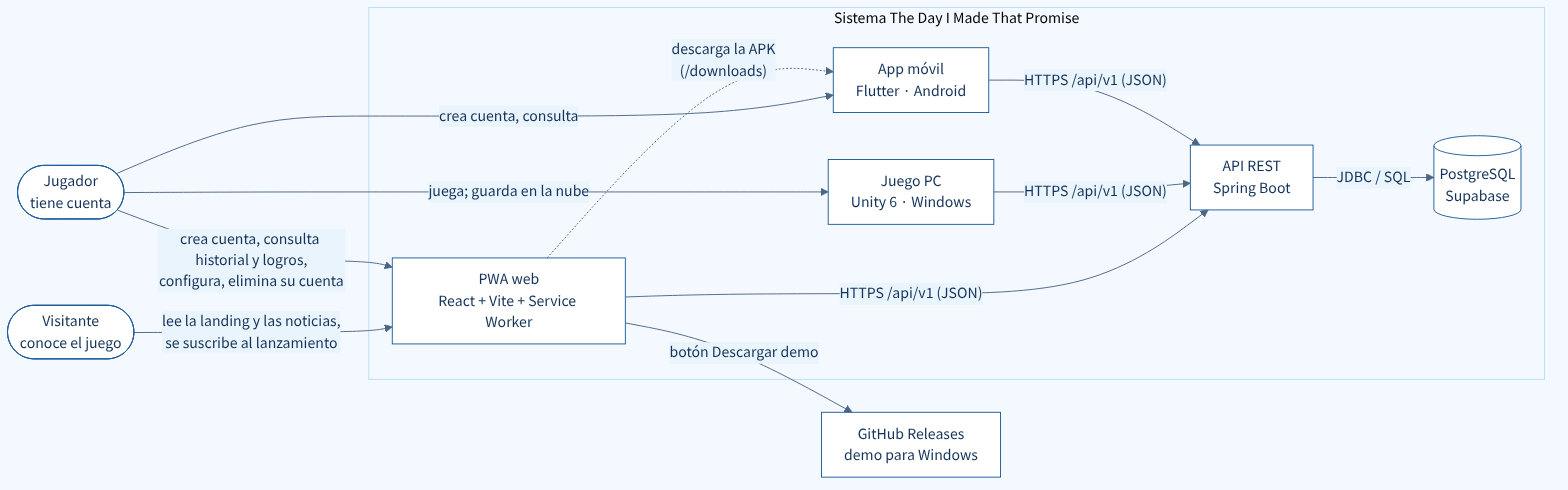 Sistema The Day I Made That Promise
descarga la APK
(/downloads)
App móvil
Flutter · Android
HTTPS /api/v1 (JSON)
crea cuenta, consulta
Jugador
tiene cuenta
juega; guarda en la nube
Juego PC
Unity 6 · Windows
HTTPS /api/v1 (JSON)
API REST
Spring Boot
JDBC / SQL
PostgreSQL
Supabase
crea cuenta, consulta
historial y logros,
configura, elimina su cuenta
PWA web
React + Vite + Service
Worker
HTTPS /api/v1 (JSON)
Visitante
conoce el juego
lee la landing y las noticias,
se suscribe al lanzamiento
botón Descargar demo
GitHub Releases
demo para Windows